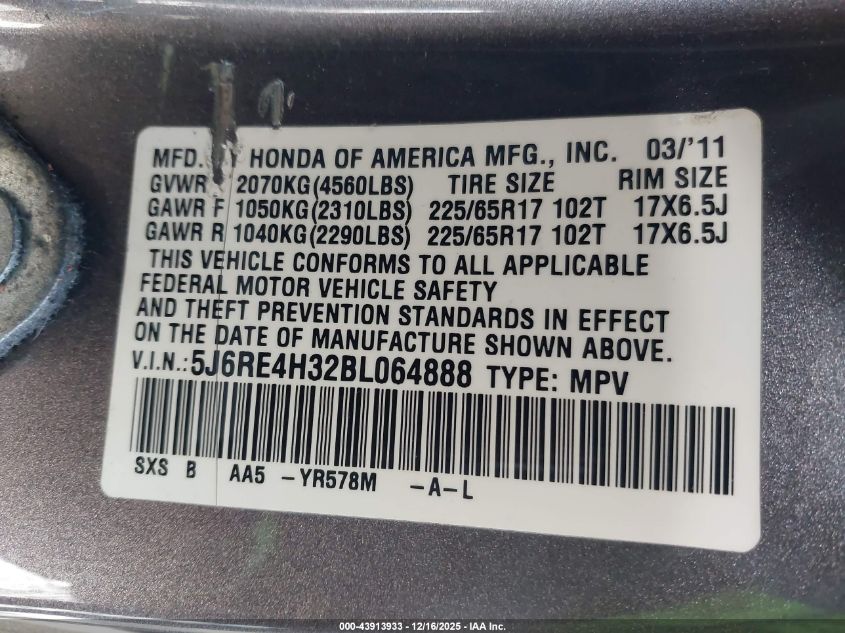 MFD. BY HONDA OF AMERICA MFG., INC. 03/'11
GVWR 2070KG(4560LBS) TIRE SIZE RIM SIZE
GAWR F 1050KG(2310LBS) 225/65R17 102T 17X6.5J
GAWR R 1040KG(2290LBS) 225/65R17 102T 17X6.5J
THIS VEHICLE CONFORMS TO ALL APPLICABLE
FEDERAL MOTOR VEHICLE SAFETY
AND THEFT PREVENTION STANDARDS IN EFFECT
ON THE DATE OF MANUFACTURE SHOWN ABOVE.
V.I.N.:5J6RE4H32BL064888 TYPE: MPV
SXS B AA5 -YR578M -A-L
000-43913933 - 12/16/2025 - IAA Inc.